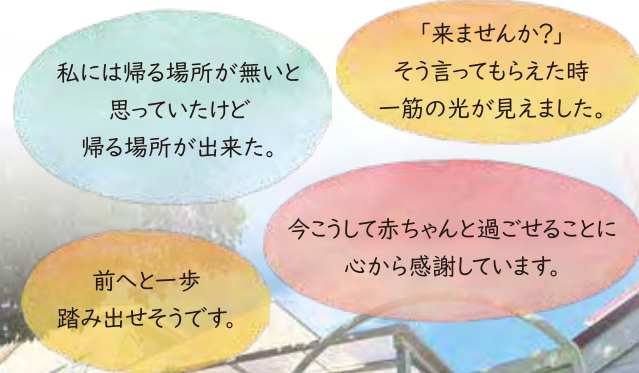 私には帰る場所が無いと
思っていたけど
帰る場所が出来た。
「来ませんか?」
そう言ってもらえた時
一筋の光が見えました。
今こうして赤ちゃんと過ごせることに
心から感謝しています。
前へと一歩
踏み出せそうです。